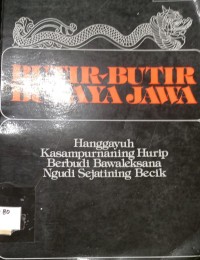 BUTIR-BUTIR
BUDAYA JAWA
Hanggayuh
Kasampurnaning Hurip
Berbudi Bawaleksana
Ngudi Sejatining Becik